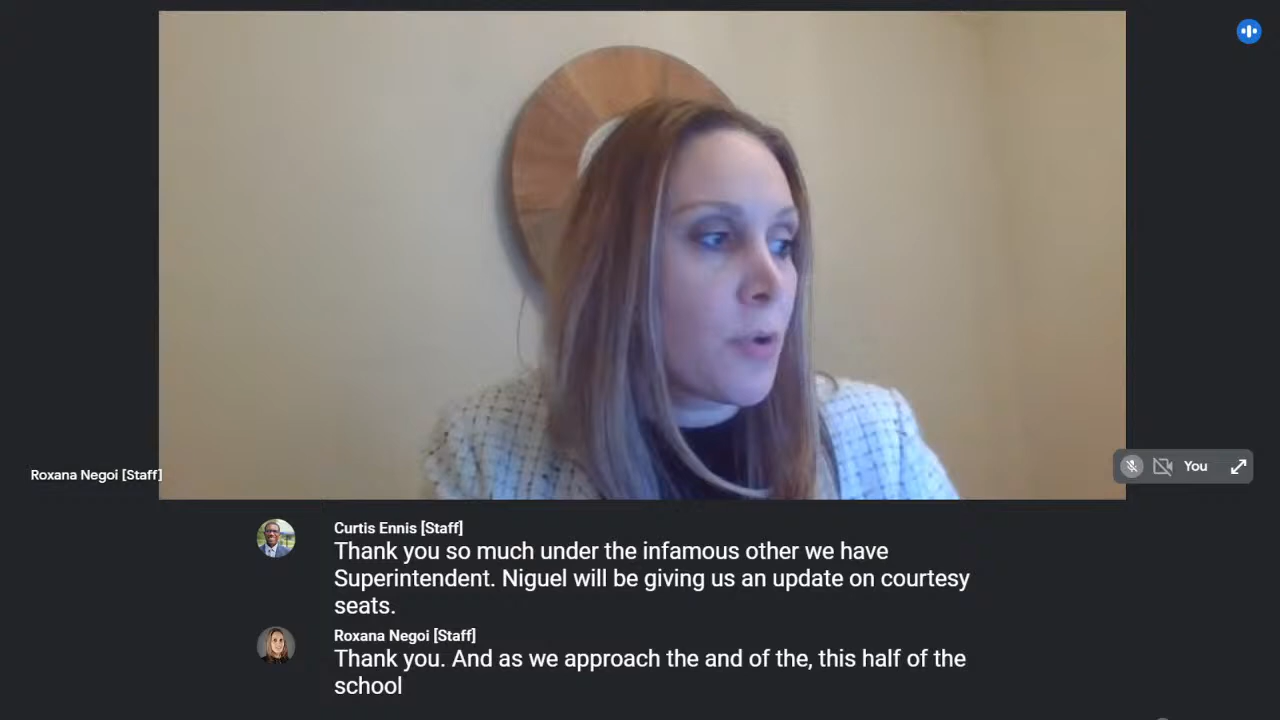 Roxana Negoi [Staff]
You
Curtis Ennis [Staff]
Thank you so much under the infamous other we have
Superintendent. Niguel will be giving us an update on courtesy
seats.
Roxana Negoi [Staff]
Thank you. And as we approach the and of the, this half of the
school